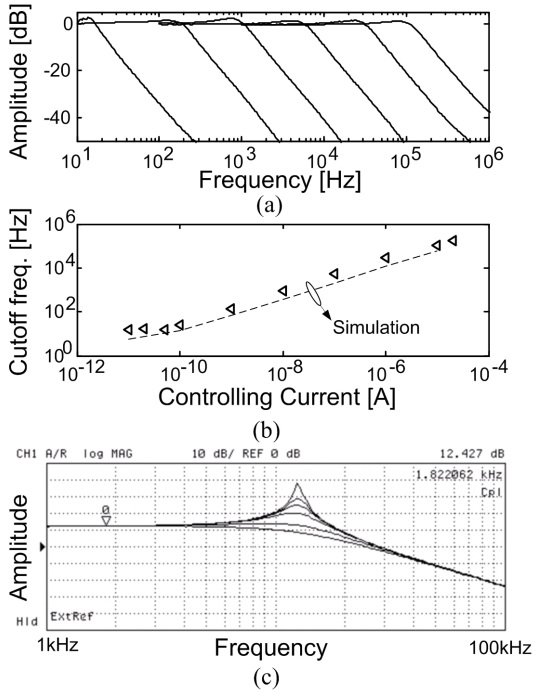 (a)
Amplitude [dB]
0
-20
-40
10^1 10^2 10^3 10^4 10^5 10^6
Frequency [Hz]
(a)
Cutoff freq. [Hz]
10^6
10^4
10^2
10^0
Simulation
10^-12 10^-10 10^-8 10^-6 10^-4
Controlling Current [A]
(b)
CH1 A/R log MAG 10 dB/ REF 0 dB 12.427 dB
1.822062 kHz
Cpl
0
Amplitude
Hld ExtRef
1kHz Frequency 100kHz
(c)